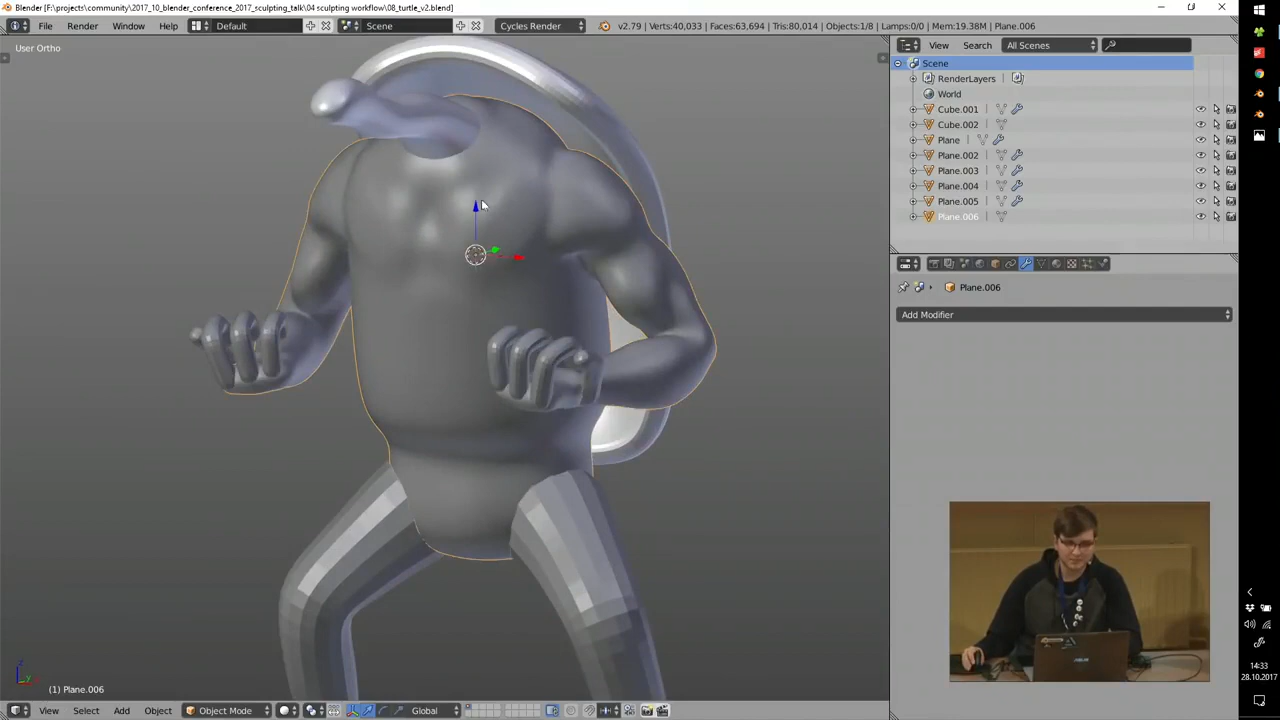 Blender [F:\projects\community\2017_10_blender_conference_2017_sculpting_talk\04 sculpting workflow\08_turtle_v2.blend]
File Render Window Help Default Scene Cycles Render v2.79 | Verts:40,033 | Faces:63,694 | Tris:80,014 | Objects:1/8 | Lamps:0/0 | Mem:19.38M | Plane.006
User Ortho
View Search All Scenes
Scene
RenderLayers
World
Cube.001
Cube.002
Plane
Plane.002
Plane.003
Plane.004
Plane.005
Plane.006
Plane.006
Add Modifier
(1) Plane.006
View Select Add Object Object Mode Global
14:33
28.10.2017